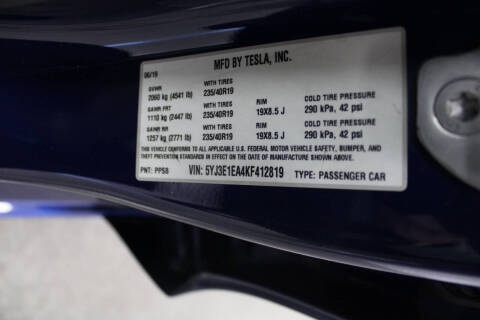 MFD BY TESLA, INC.
06/19
GVWR WITH TIRES
2060 kg (4541 lb) 235/40R19
GAWR FRT WITH TIRES RIM COLD TIRE PRESSURE
1110 kg (2447 lb) 235/40R19 19X8.5 J 290 kPa, 42 psi
GAWR RR WITH TIRES RIM COLD TIRE PRESSURE
1257 kg (2771 lb) 235/40R19 19X8.5 J 290 kPa, 42 psi
THIS VEHICLE CONFORMS TO ALL APPLICABLE U.S. FEDERAL MOTOR VEHICLE SAFETY, BUMPER, AND
THEFT PREVENTION STANDARDS IN EFFECT ON THE DATE OF MANUFACTURE SHOWN ABOVE.
PNT: PPSB VIN: 5YJ3E1EA4KF412819 TYPE: PASSENGER CAR